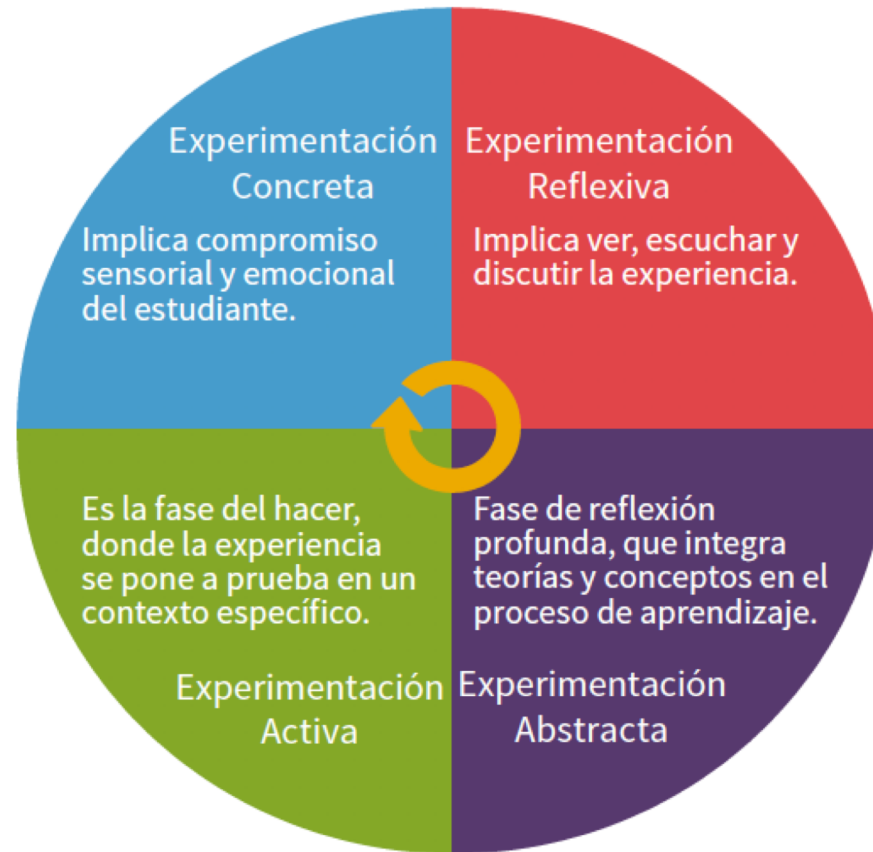 Experimentación
Concreta
Implica compromiso
sensorial y emocional
del estudiante.
Experimentación
Reflexiva
Implica ver, escuchar y
discutir la experiencia.
Es la fase del hacer,
donde la experiencia
se pone a prueba en un
contexto específico.
Experimentación
Activa
Fase de reflexión
profunda, que integra
teorías y conceptos en el
proceso de aprendizaje.
Experimentación
Abstracta